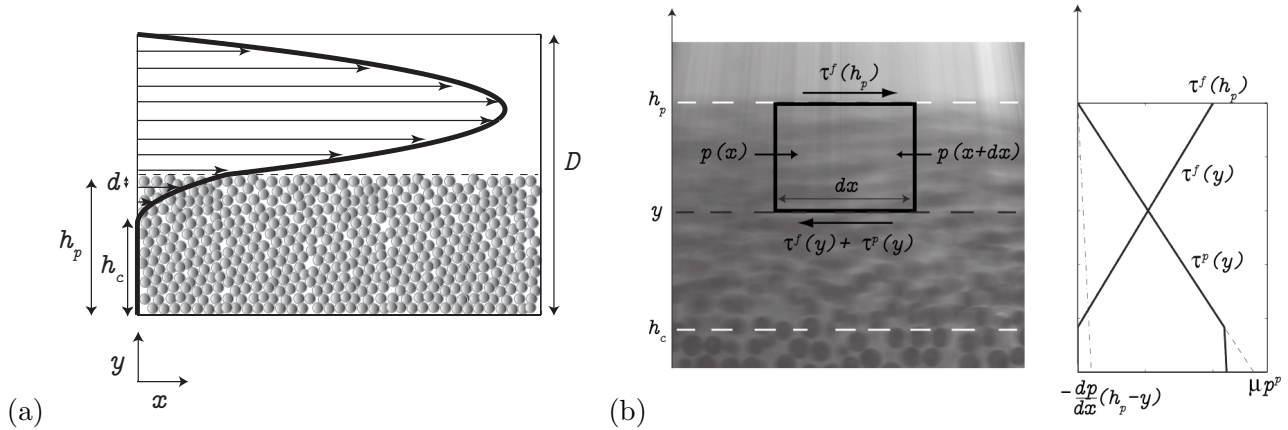 D
d
h_p
h_c
y
x
(a)
τ^f(h_p)
h_p
p(x)
p(x+dx)
dx
y
τ^f(y) + τ^p(y)
h_c
(b)
τ^f(h_p)
τ^f(y)
τ^p(y)
-dp/dx(h_p-y)
μp^p